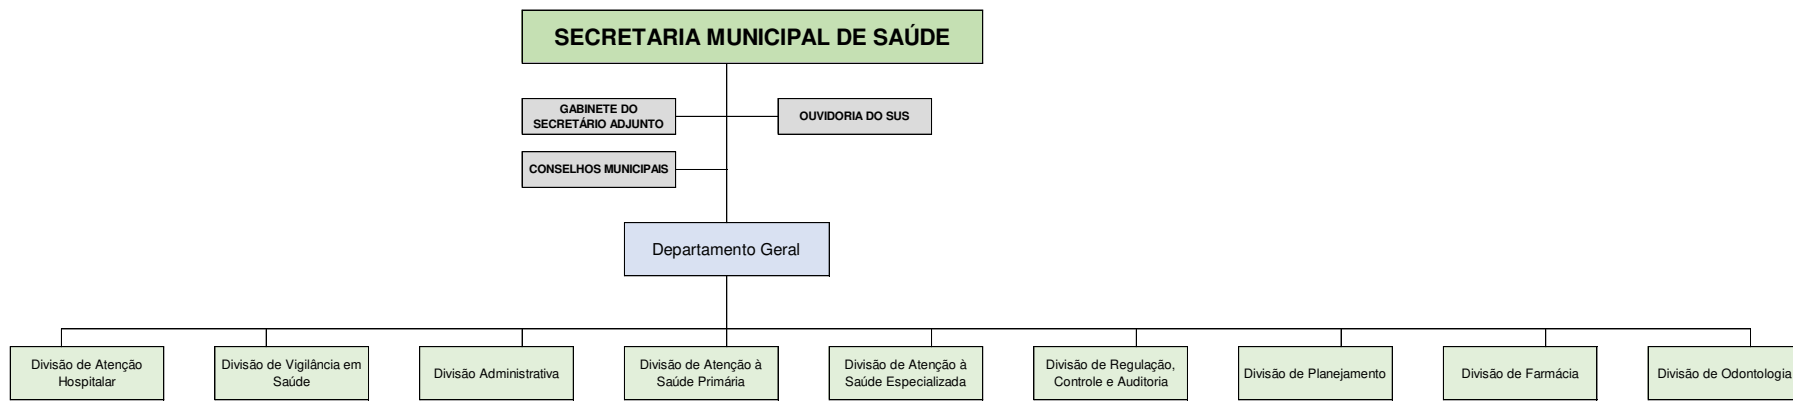 SECRETARIA MUNICIPAL DE SAÚDE
GABINETE DO
SECRETÁRIO ADJUNTO
OUVIDORIA DO SUS
CONSELHOS MUNICIPAIS
Departamento Geral
Divisão de Atenção
Hospitalar
Divisão de Vigilância em
Saúde
Divisão Administrativa
Divisão de Atenção à
Saúde Primária
Divisão de Atenção à
Saúde Especializada
Divisão de Regulação,
Controle e Auditoria
Divisão de Planejamento
Divisão de Farmácia
Divisão de Odontologia